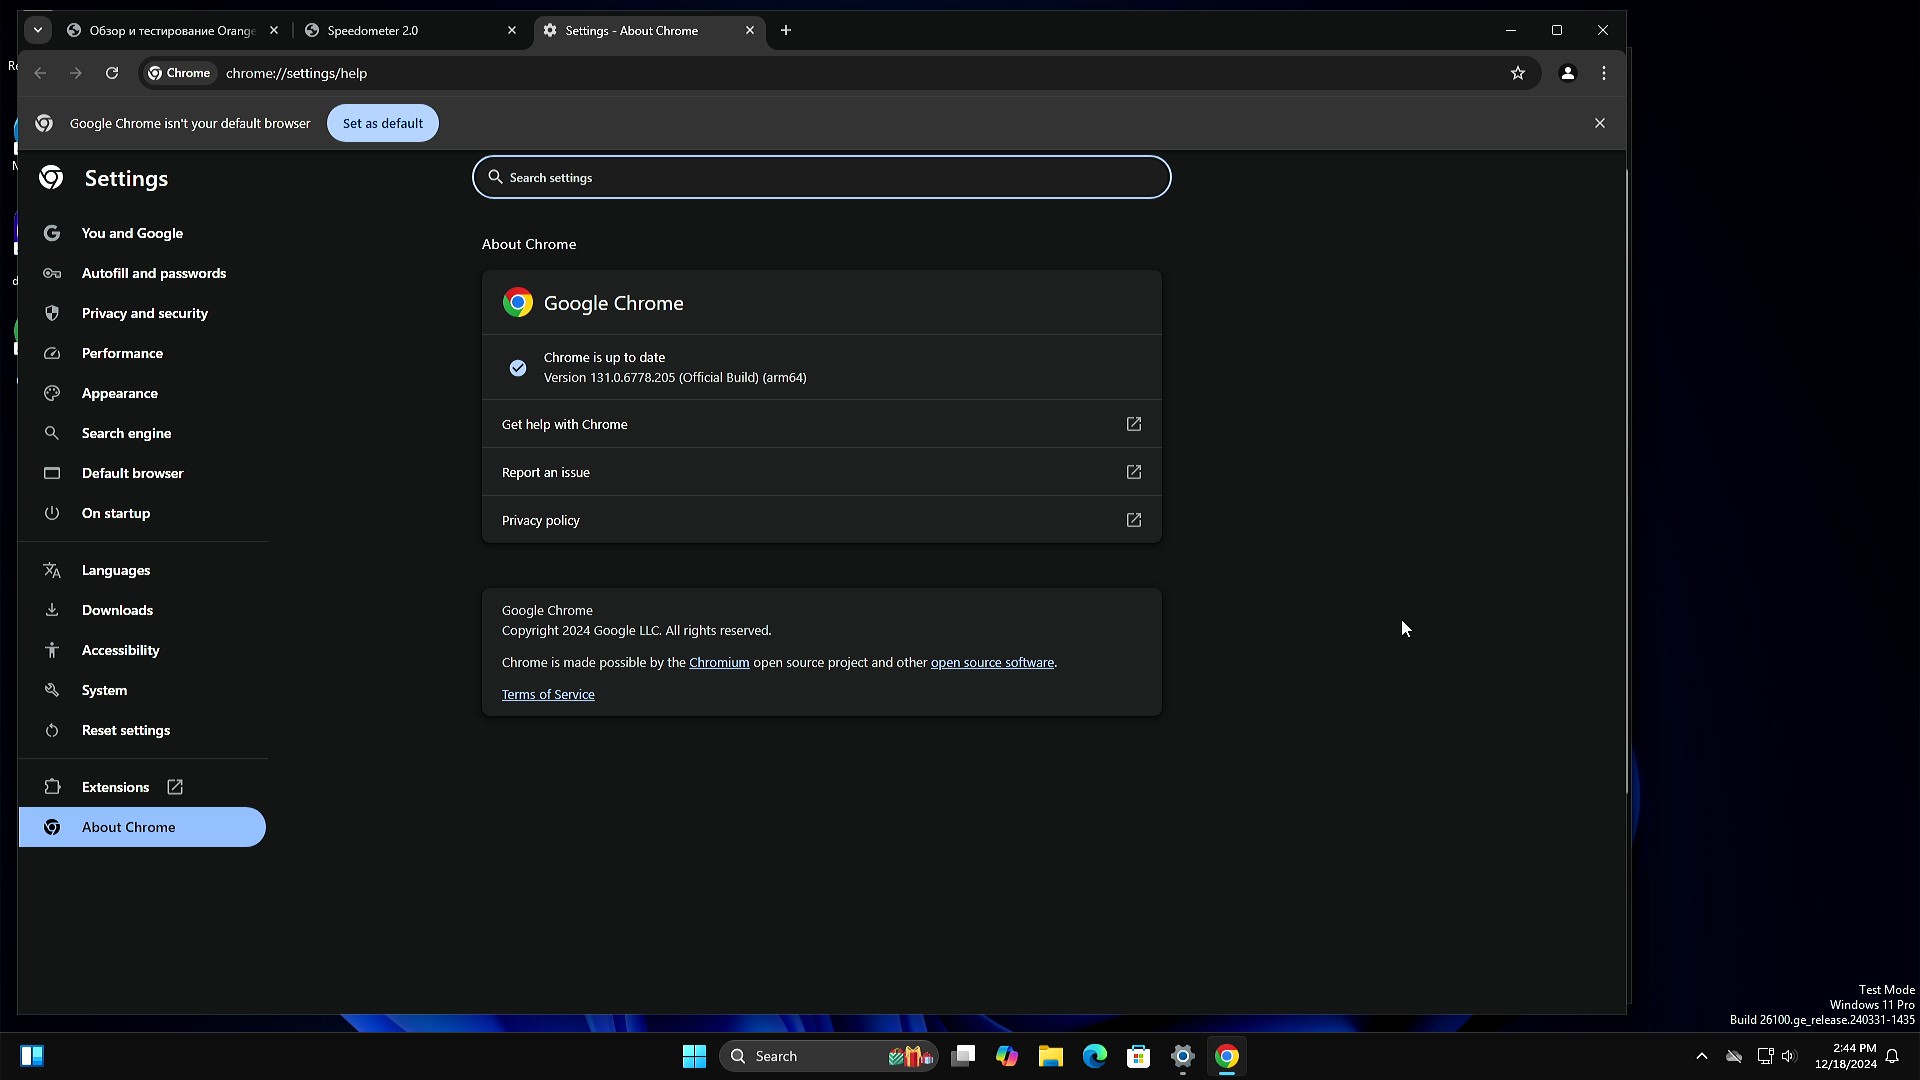 Обзор и тестирование Orange
Speedometer 2.0
Settings - About Chrome
Chrome
chrome://settings/help
Google Chrome isn't your default browser
Set as default
Settings
Search settings
You and Google
Autofill and passwords
Privacy and security
Performance
Appearance
Search engine
Default browser
On startup
Languages
Downloads
Accessibility
System
Reset settings
Extensions
About Chrome
About Chrome
Google Chrome
Chrome is up to date
Version 131.0.6778.205 (Official Build) (arm64)
Get help with Chrome
Report an issue
Privacy policy
Google Chrome
Copyright 2024 Google LLC. All rights reserved.
Chrome is made possible by the Chromium open source project and other open source software.
Terms of Service
Test Mode
Windows 11 Pro
Build 26100.ge_release.240331-1435
Search
2:44 PM
12/18/2024